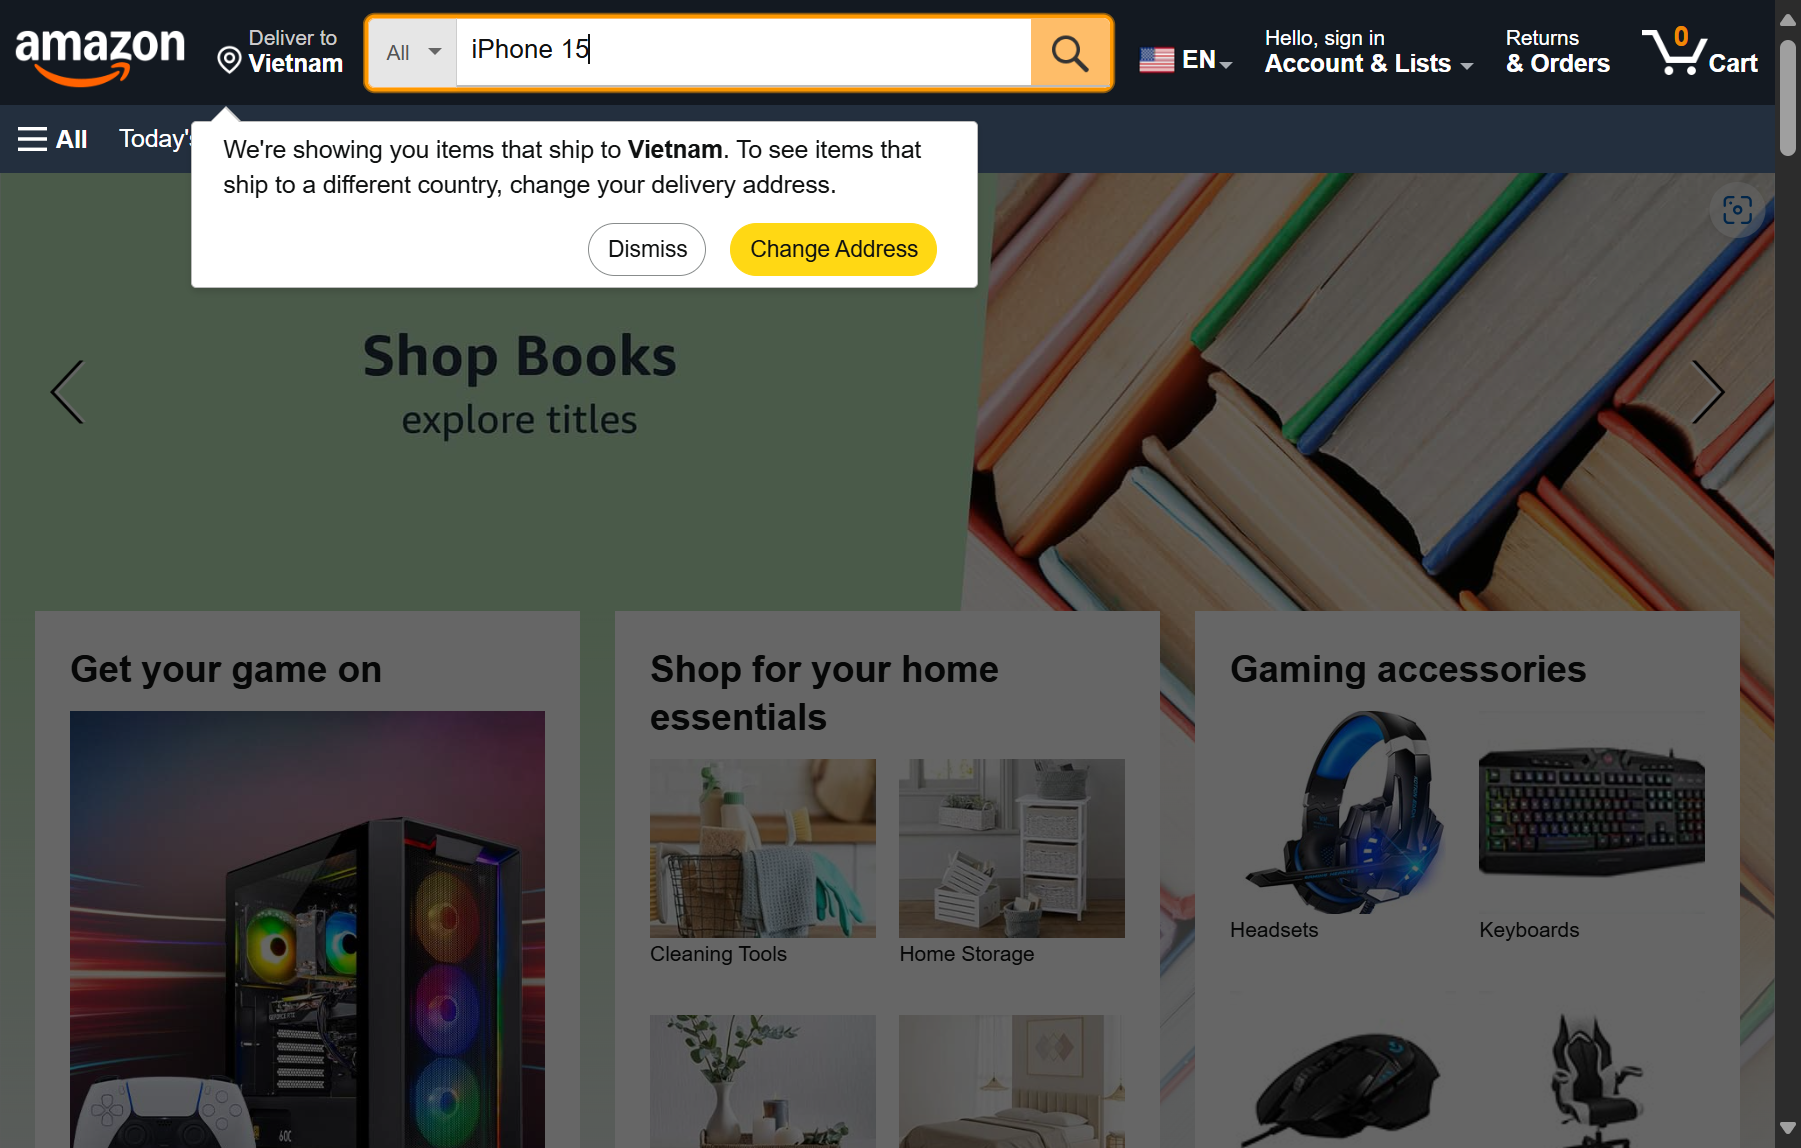 amazon
Deliver to
Vietnam
All
iPhone 15
EN
Hello, sign in
Account & Lists
Returns
& Orders
0
Cart
All
Today's
We're showing you items that ship to Vietnam. To see items that
ship to a different country, change your delivery address.
Dismiss
Change Address
Shop Books
explore titles
Get your game on
Shop for your home
essentials
Cleaning Tools
Home Storage
Gaming accessories
Headsets
Keyboards